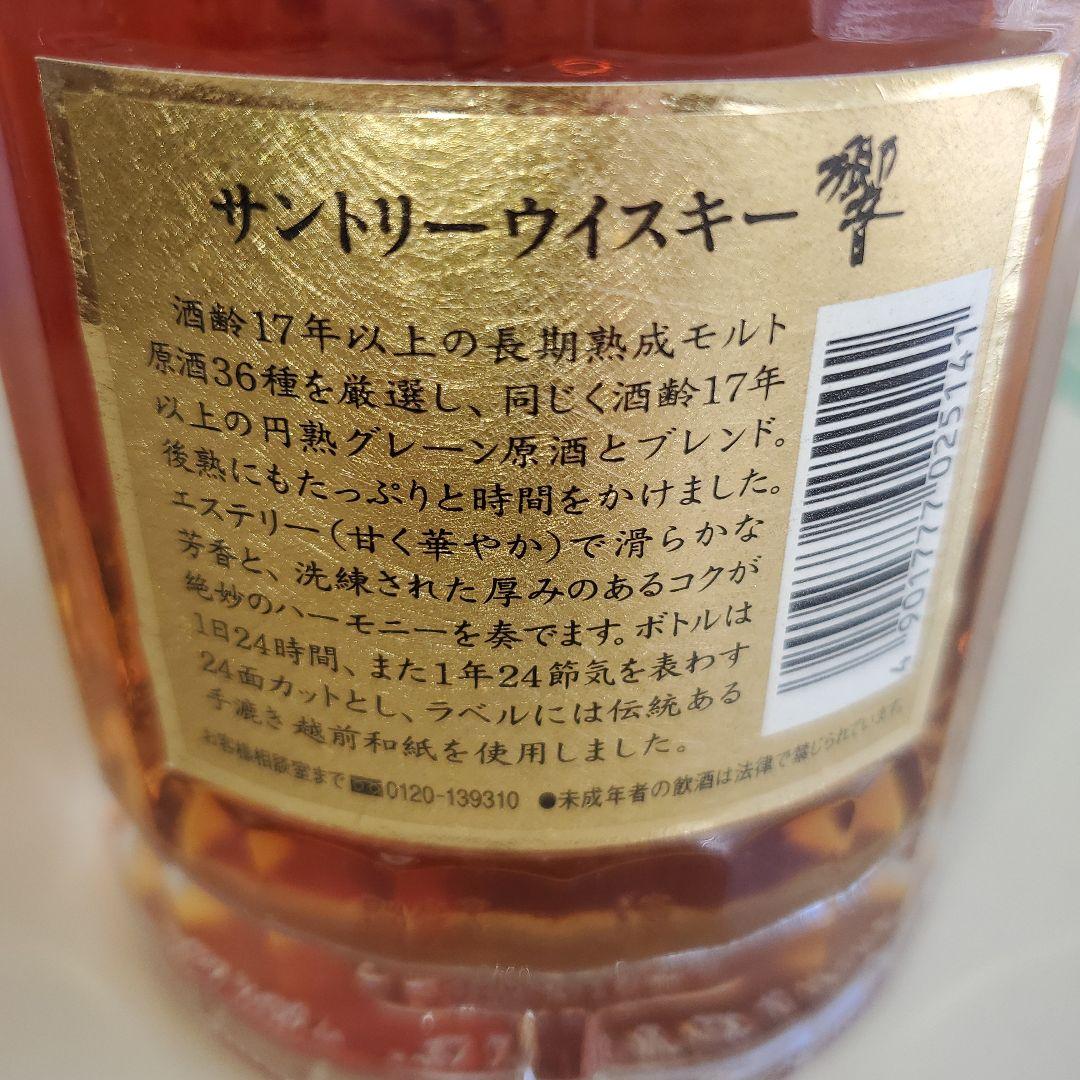 サントリーウイスキー 響
酒齢17年以上の長期熟成モルト
原酒36種を厳選し、同じく酒齢17年
以上の円熟グレーン原酒とブレンド。
後熟にもたっぷりと時間をかけました。
エステリー(甘く華やか)で滑らかな
芳香と、洗練された厚みのあるコクが
絶妙のハーモニーを奏でます。ボトルは
1日24時間、また1年24節気を表わす
24面カットとし、ラベルには伝統ある
手漉き越前和紙を使用しました。
お客様相談室まで 0120-139310 ●未成年者の飲酒は法律で禁じられています。
4 901777 025141